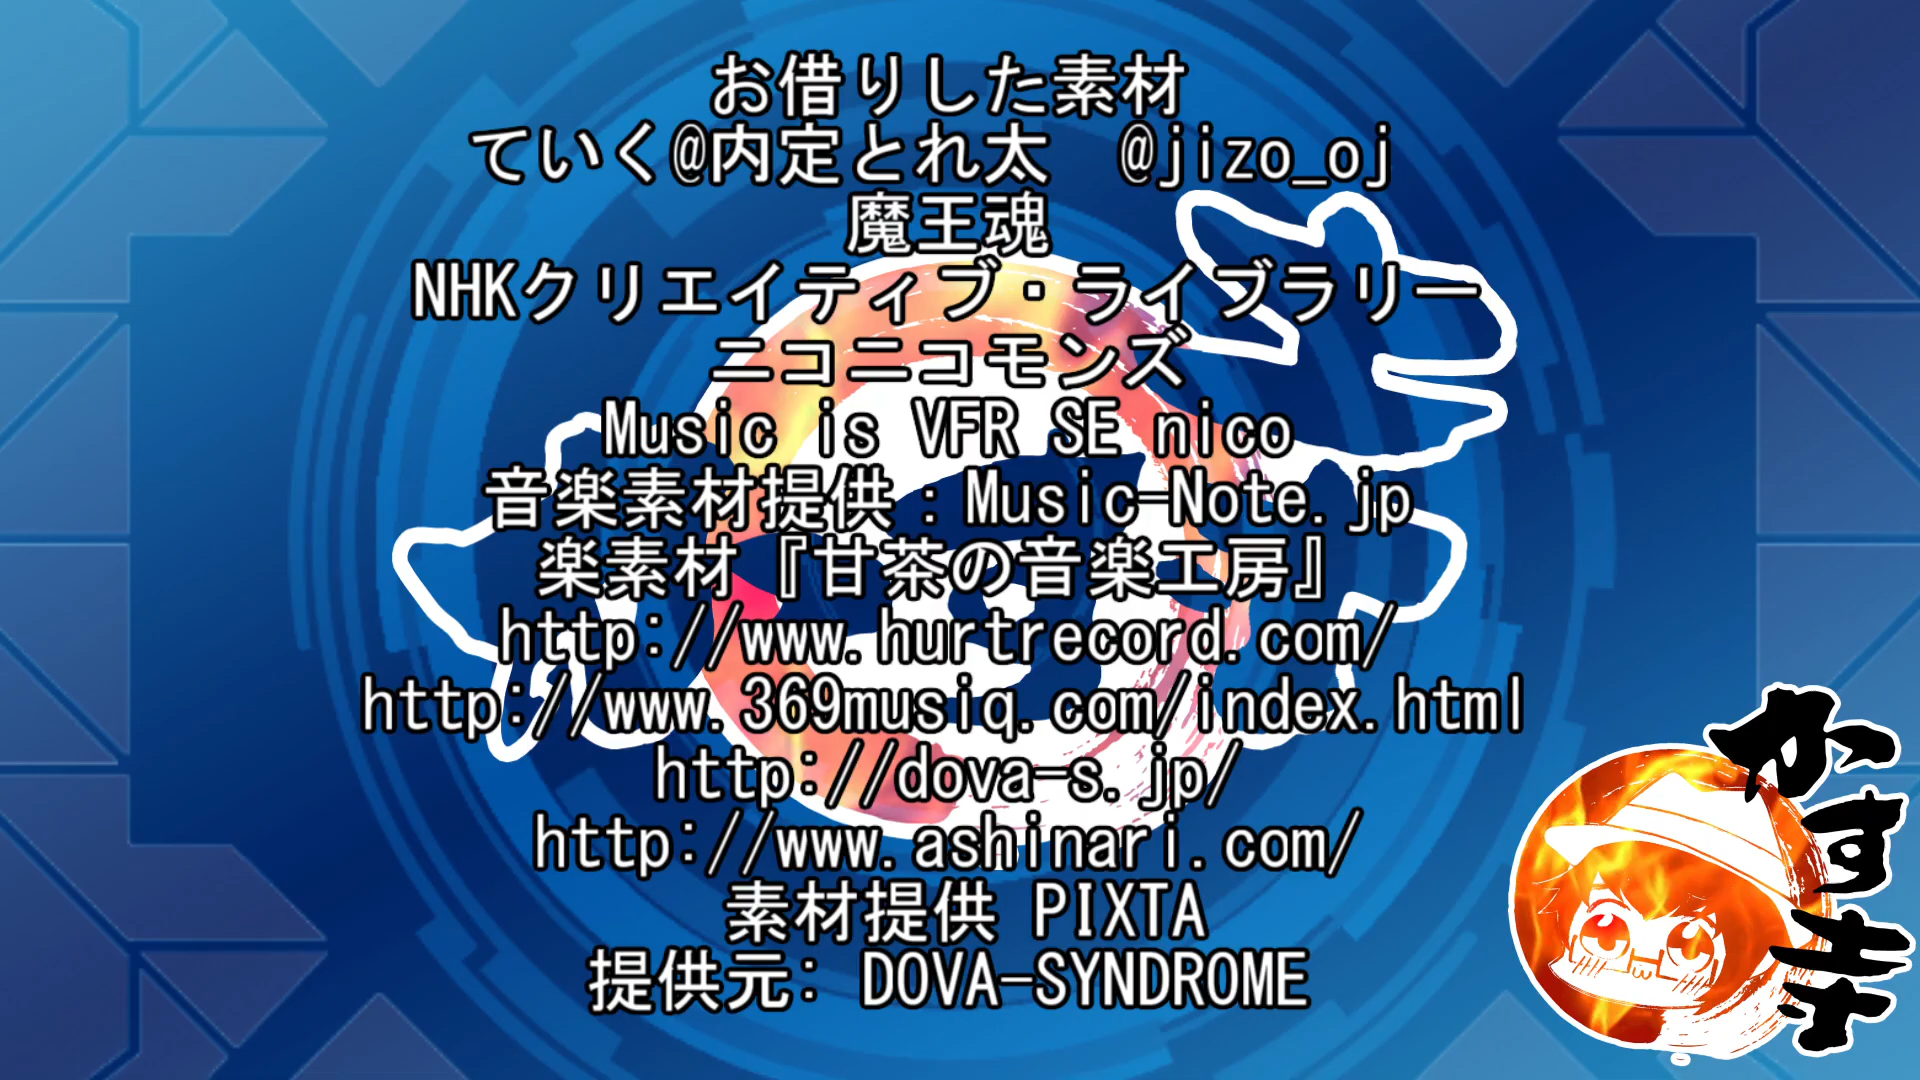 お借りした素材
ていく@内定とれ太　@jizo_oj
魔王魂
NHKクリエイティブ・ライブラリー
ニコニコモンズ
Music is VFR SE nico
音楽素材提供：Music-Note.jp
楽素材『甘茶の音楽工房』
http://www.hurtrecord.com/
http://www.369musiq.com/index.html
http://dova-s.jp/
http://www.ashinari.com/
素材提供 PIXTA
提供元: DOVA-SYNDROME
かすき